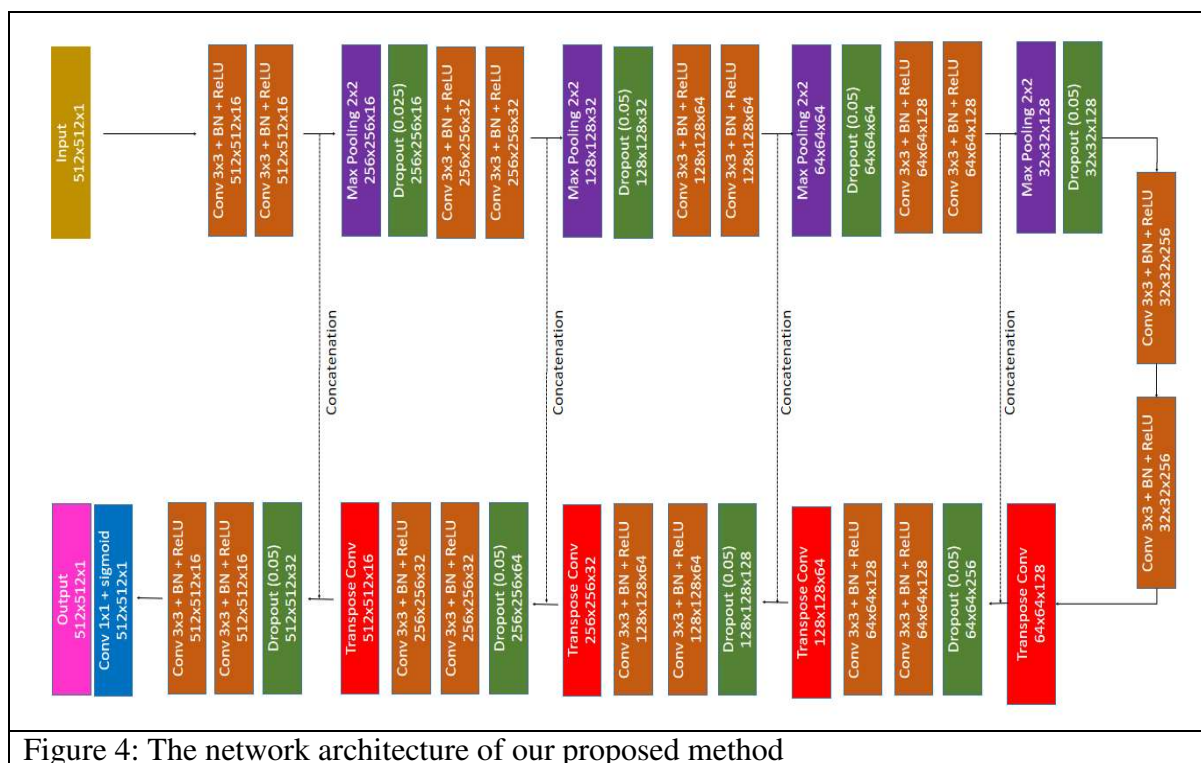 Input
512x512x1
Conv 3x3 + BN + ReLU
512x512x16
Conv 3x3 + BN + ReLU
512x512x16
Max Pooling 2x2
256x256x16
Dropout (0.025)
256x256x16
Conv 3x3 + BN + ReLU
256x256x32
Conv 3x3 + BN + ReLU
256x256x32
Max Pooling 2x2
128x128x32
Dropout (0.05)
128x128x32
Conv 3x3 + BN + ReLU
128x128x64
Conv 3x3 + BN + ReLU
128x128x64
Max Pooling 2x2
64x64x64
Dropout (0.05)
64x64x64
Conv 3x3 + BN + ReLU
64x64x128
Conv 3x3 + BN + ReLU
64x64x128
Max Pooling 2x2
32x32x128
Dropout (0.05)
32x32x128
Conv 3x3 + BN + ReLU
32x32x256
Conv 3x3 + BN + ReLU
32x32x256
Concatenation
Concatenation
Concatenation
Concatenation
Output
512x512x1
Conv 1x1 + sigmoid
512x512x1
Conv 3x3 + BN + ReLU
512x512x16
Conv 3x3 + BN + ReLU
512x512x16
Dropout (0.05)
512x512x32
Transpose Conv
512x512x16
Conv 3x3 + BN + ReLU
256x256x32
Conv 3x3 + BN + ReLU
256x256x32
Dropout (0.05)
256x256x64
Transpose Conv
256x256x32
Conv 3x3 + BN + ReLU
128x128x64
Conv 3x3 + BN + ReLU
128x128x64
Dropout (0.05)
128x128x128
Transpose Conv
128x128x64
Conv 3x3 + BN + ReLU
64x64x128
Conv 3x3 + BN + ReLU
64x64x128
Dropout (0.05)
64x64x256
Transpose Conv
64x64x128
Figure 4: The network architecture of our proposed method